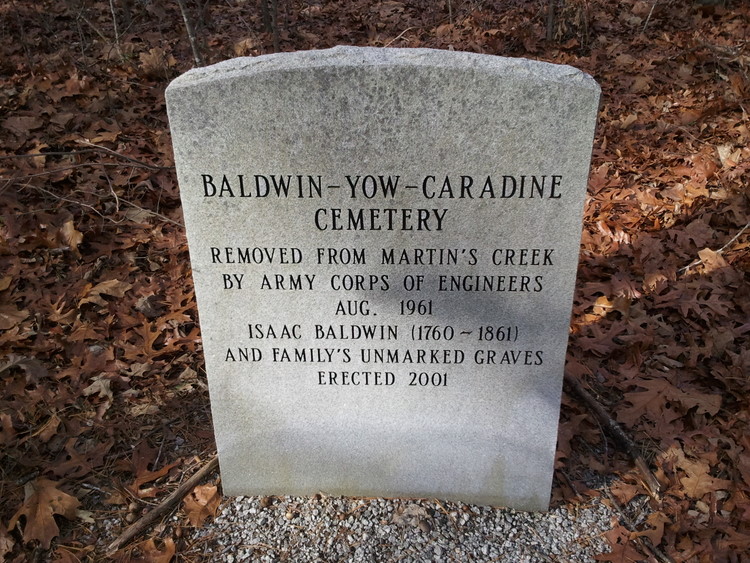 BALDWIN-YOW-CARADINE
CEMETERY
REMOVED FROM MARTIN'S CREEK
BY ARMY CORPS OF ENGINEERS
AUG. 1961
ISAAC BALDWIN (1760~1861)
AND FAMILY'S UNMARKED GRAVES
ERECTED 2001